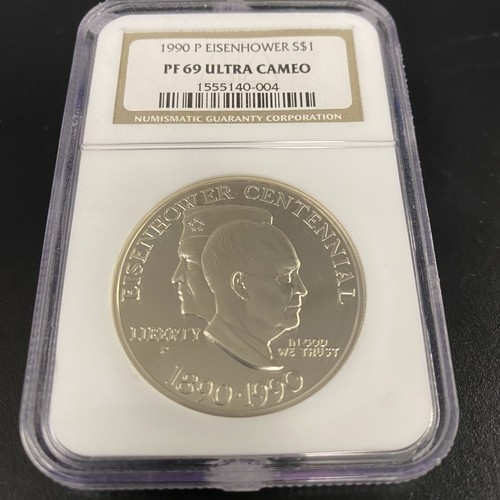 1990 P EISENHOWER S$1
PF 69 ULTRA CAMEO
1555140-004
NUMISMATIC GUARANTY CORPORATION
EISENHOWER CENTENNIAL
LIBERTY
P
IN GOD
WE TRUST
1890·1990